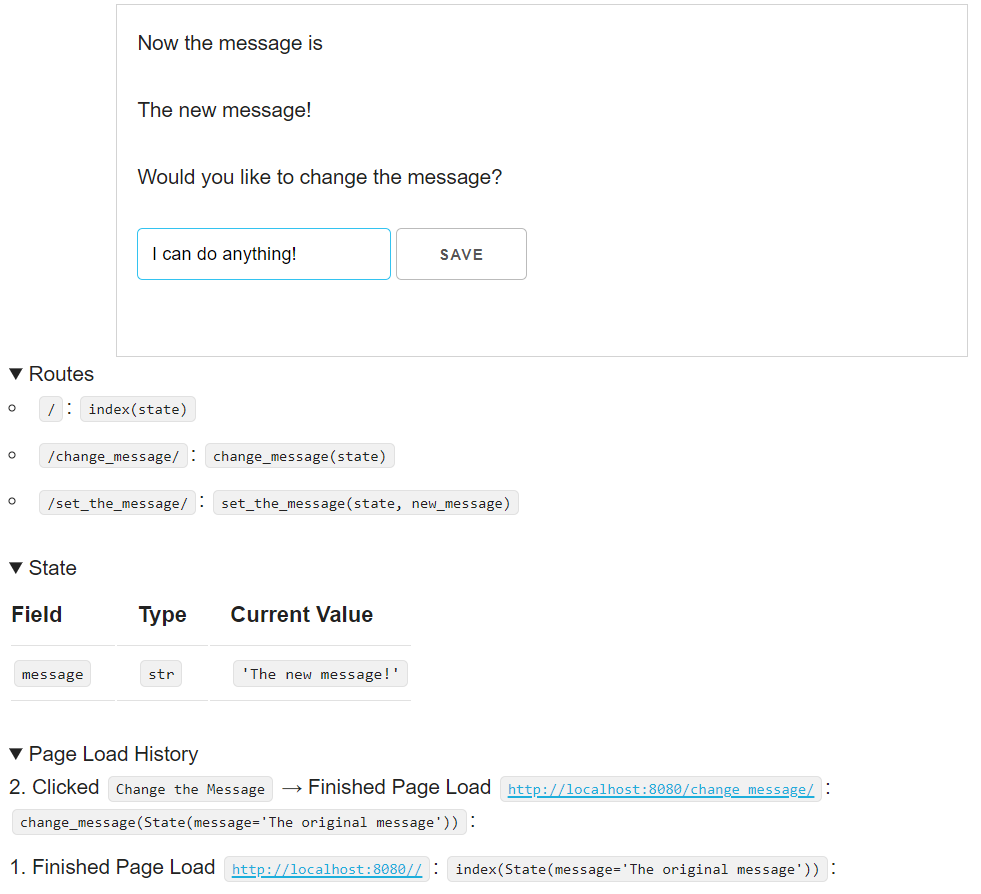 Now the message is
The new message!
Would you like to change the message?
I can do anything! SAVE
▼ Routes
/ : index(state)
/change_message/ : change_message(state)
/set_the_message/ : set_the_message(state, new_message)
▼ State
Field Type Current Value
message str 'The new message!'
▼ Page Load History
2. Clicked Change the Message → Finished Page Load http://localhost:8080/change_message/ :
change_message(State(message='The original message')) :
1. Finished Page Load http://localhost:8080// : index(State(message='The original message')) :